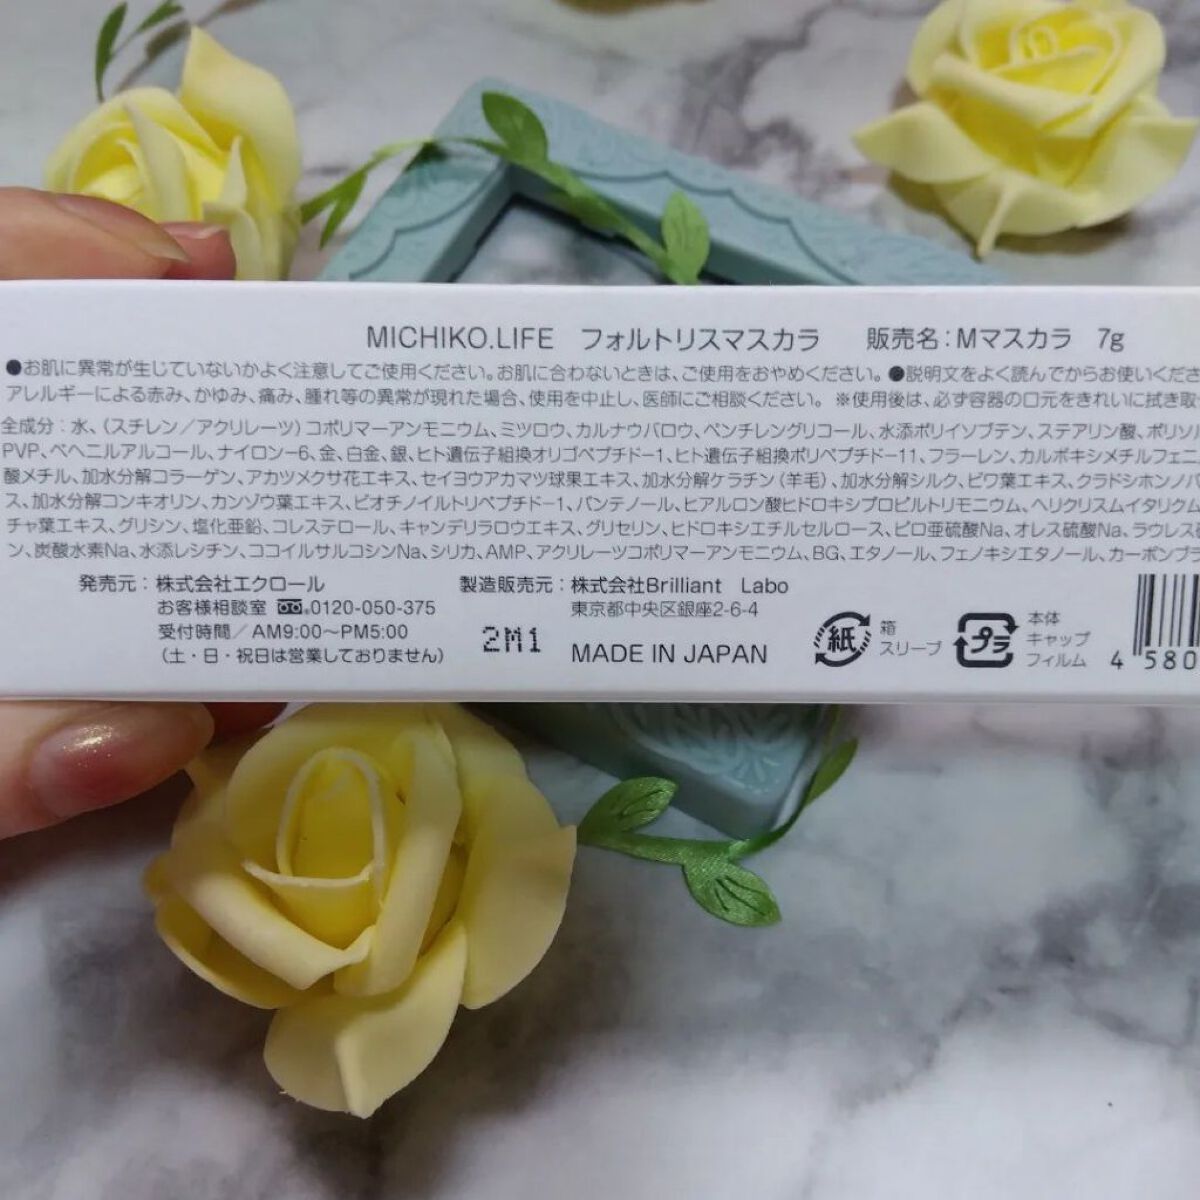 MICHIKO.LIFE フォルトリスマスカラ 販売名：Mマスカラ 7g
●お肌に異常が生じていないかよく注意してご使用ください。お肌に合わないときは、ご使用をおやめください。●説明文をよく読んでからお使いくださ
アレルギーによる赤み、かゆみ、痛み、腫れ等の異常が現れた場合、使用を中止し、医師にご相談ください。 ※使用後は、必ず容器の口元をきれいに拭き取
全成分：水、(スチレン／アクリレーツ)コポリマーアンモニウム、ミツロウ、カルナウバロウ、ペンチレングリコール、水添ポリイソブテン、ステアリン酸、ポリソル
PVP、ベヘニルアルコール、ナイロン-6、金、白金、銀、ヒト遺伝子組換オリゴペプチド-1、ヒト遺伝子組換ポリペプチド-11、フラーレン、カルボキシメチルフェニ
酸メチル、加水分解コラーゲン、アカツメクサ花エキス、セイヨウアカマツ球果エキス、加水分解ケラチン(羊毛)、加水分解シルク、ビワ葉エキス、クラドシホンノバ
ス、加水分解コンキオリン、カンゾウ葉エキス、ビオチノイルトリペプチド-1、パンテノール、ヒアルロン酸ヒドロキシプロピルトリモニウム、ヘリクリスムイタリクム
チャ葉エキス、グリシン、塩化亜鉛、コレステロール、キャンデリラロウエキス、グリセリン、ヒドロキシエチルセルロース、ピロ亜硫酸Na、オレス硫酸Na、ラウレス
ン、炭酸水素Na、水添レシチン、ココイルサルコシンNa、シリカ、AMP、アクリレーツコポリマーアンモニウム、BG、エタノール、フェノキシエタノール、カーボンブ
発売元：株式会社エクロール
お客様相談室 0120-050-375
受付時間／AM9:00〜PM5:00
(土・日・祝日は営業しておりません)
2M1
製造販売元：株式会社Brilliant Labo
東京都中央区銀座2-6-4
MADE IN JAPAN
紙
箱
スリーブ
プラ
本体
キャップ
フィルム
4 580